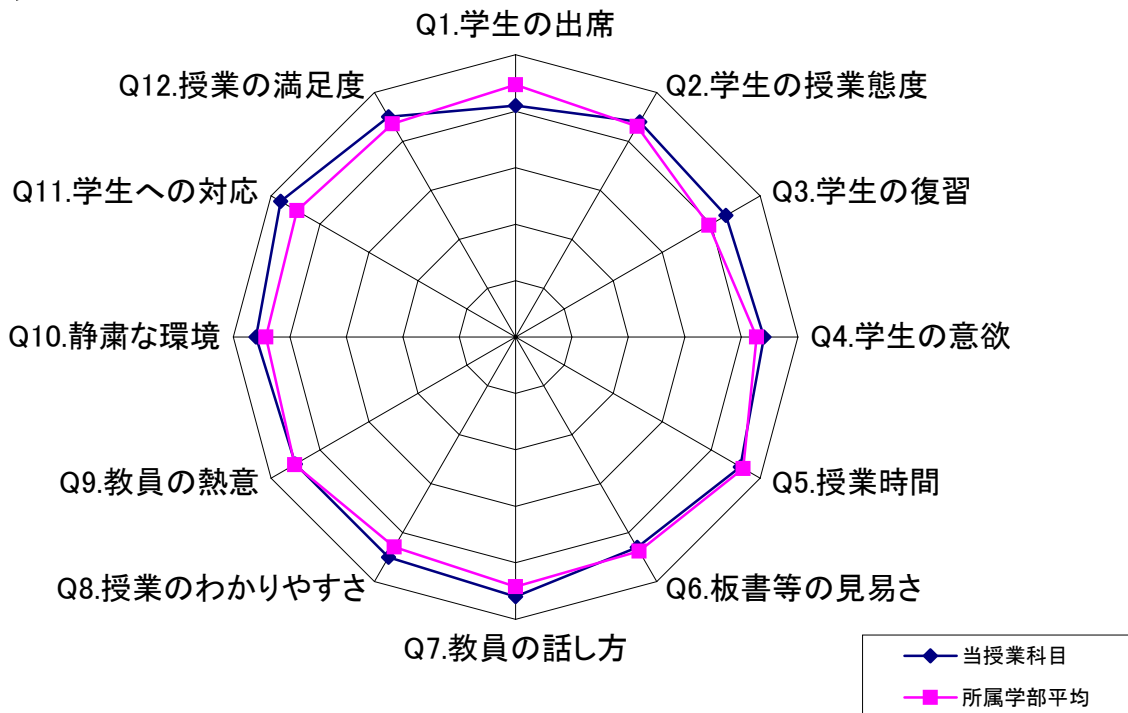 Q1.学生の出席
Q2.学生の授業態度
Q3.学生の復習
Q4.学生の意欲
Q5.授業時間
Q6.板書等の見易さ
Q7.教員の話し方
Q8.授業のわかりやすさ
Q9.教員の熱意
Q10.静粛な環境
Q11.学生への対応
Q12.授業の満足度
当授業科目
所属学部平均